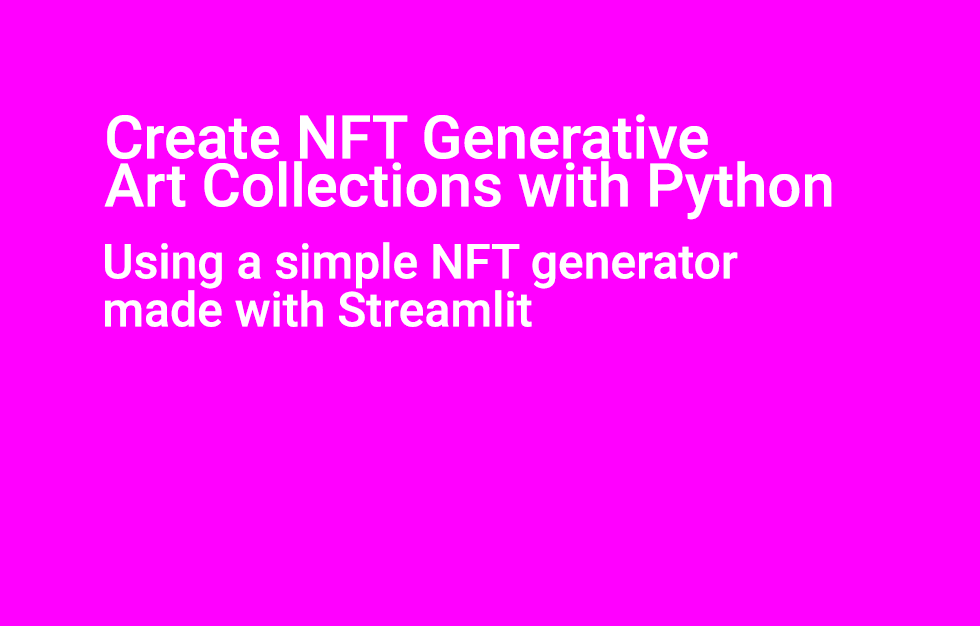 Create NFT Generative
Art Collections with Python
Using a simple NFT generator
made with Streamlit